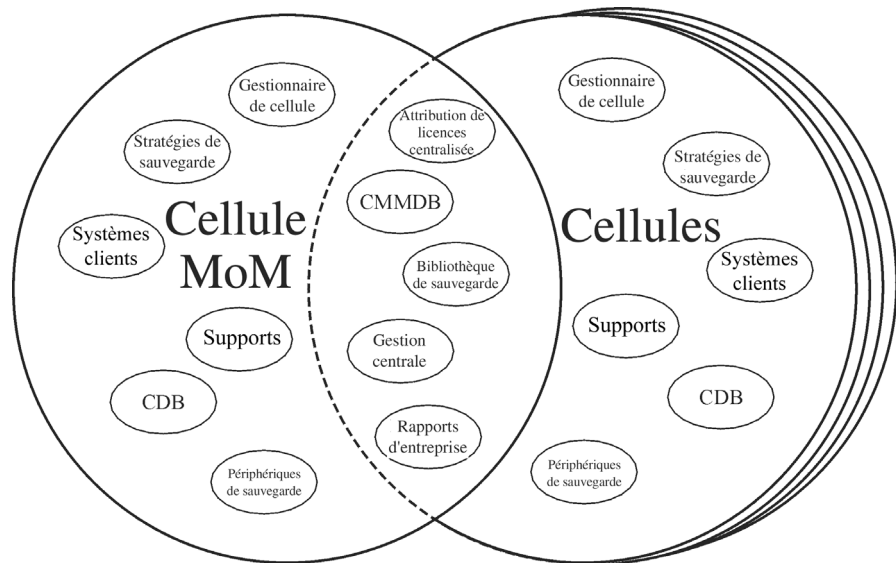 Gestionnaire
de cellule
Stratégies de
sauvegarde
Cellule
MoM
Systèmes
clients
Supports
CDB
Périphériques
de sauvegarde
Attribution de
licences
centralisée
CMMDB
Bibliothèque
de sauvegarde
Gestion
centrale
Rapports
d'entreprise
Gestionnaire
de cellule
Stratégies de
sauvegarde
Cellules
Systèmes
clients
Supports
CDB
Périphériques
de sauvegarde